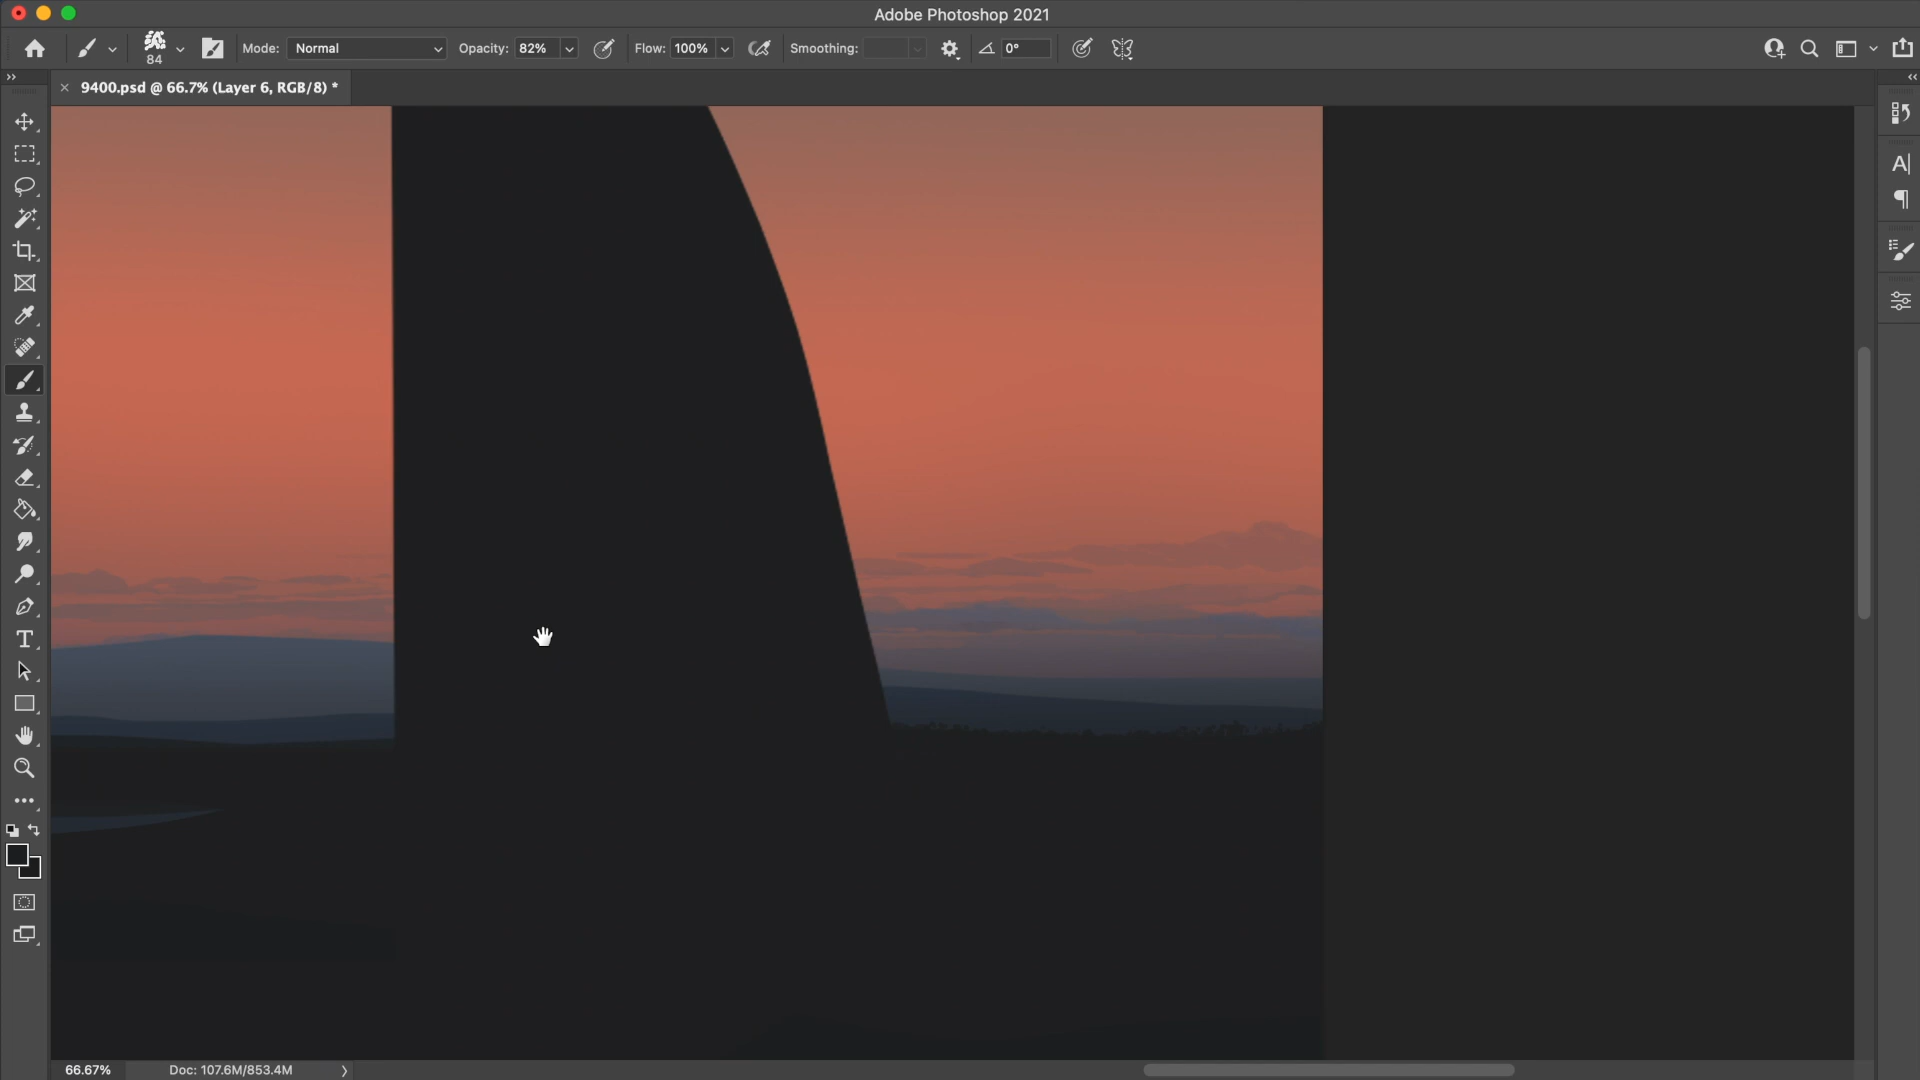 Adobe Photoshop 2021
84
Mode: Normal
Opacity: 82%
Flow: 100%
Smoothing:
0°
9400.psd @ 66.7% (Layer 6, RGB/8) *
66.67%
Doc: 107.6M/853.4M